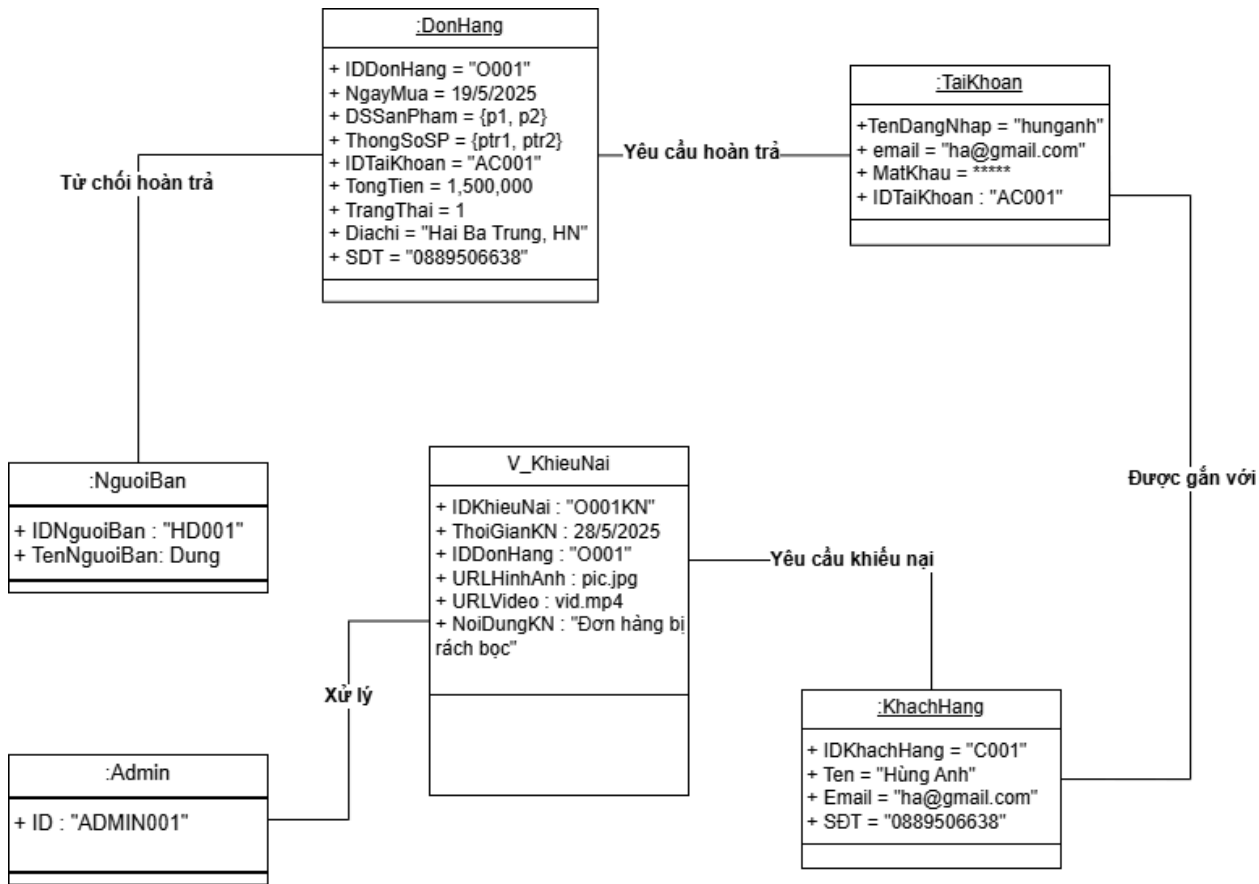 :DonHang
+ IDDonHang = "O001"
+ NgayMua = 19/5/2025
+ DSSanPham = {p1, p2}
+ ThongSoSP = {ptr1, ptr2}
+ IDTaiKhoan = "AC001"
+ TongTien = 1,500,000
+ TrangThai = 1
+ Diachi = "Hai Ba Trung, HN"
+ SDT = "0889506638"
Yêu cầu hoàn trả
:TaiKhoan
+TenDangNhap = "hunganh"
+ email = "ha@gmail.com"
+ MatKhau = *****
+ IDTaiKhoan : "AC001"
Từ chối hoàn trả
:NguoiBan
+ IDNguoiBan : "HD001"
+ TenNguoiBan: Dung
V_KhieuNai
+ IDKhieuNai : "O001KN"
+ ThoiGianKN : 28/5/2025
+ IDDonHang : "O001"
+ URLHinhAnh : pic.jpg
+ URLVideo : vid.mp4
+ NoiDungKN : "Đơn hàng bị
rách bọc"
Được gắn với
Yêu cầu khiếu nại
Xử lý
:KhachHang
+ IDKhachHang = "C001"
+ Ten = "Hùng Anh"
+ Email = "ha@gmail.com"
+ SĐT = "0889506638"
:Admin
+ ID : "ADMIN001"